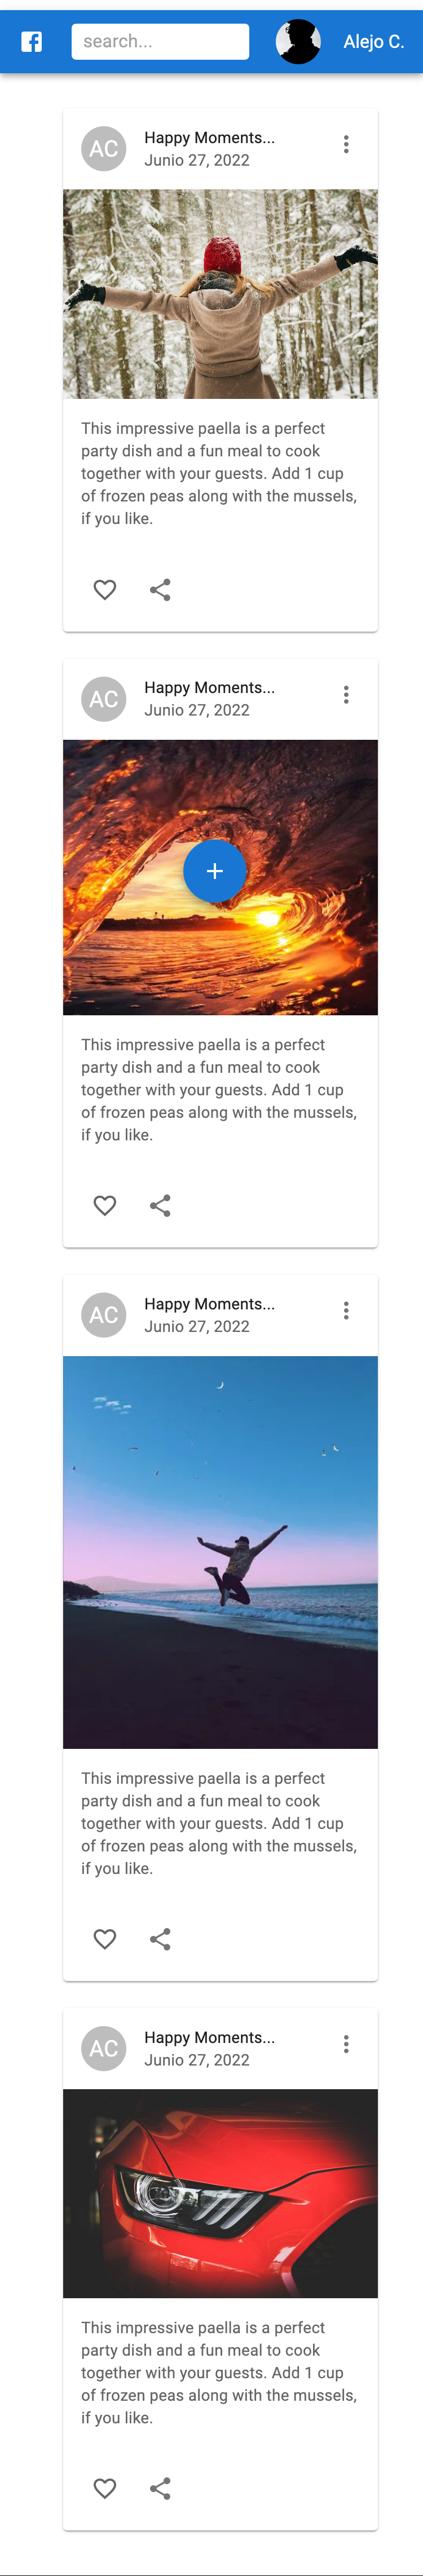 search...
Alejo C.
AC
Happy Moments...
Junio 27, 2022
This impressive paella is a perfect
party dish and a fun meal to cook
together with your guests. Add 1 cup
of frozen peas along with the mussels,
if you like.
AC
Happy Moments...
Junio 27, 2022
This impressive paella is a perfect
party dish and a fun meal to cook
together with your guests. Add 1 cup
of frozen peas along with the mussels,
if you like.
AC
Happy Moments...
Junio 27, 2022
This impressive paella is a perfect
party dish and a fun meal to cook
together with your guests. Add 1 cup
of frozen peas along with the mussels,
if you like.
AC
Happy Moments...
Junio 27, 2022
This impressive paella is a perfect
party dish and a fun meal to cook
together with your guests. Add 1 cup
of frozen peas along with the mussels,
if you like.